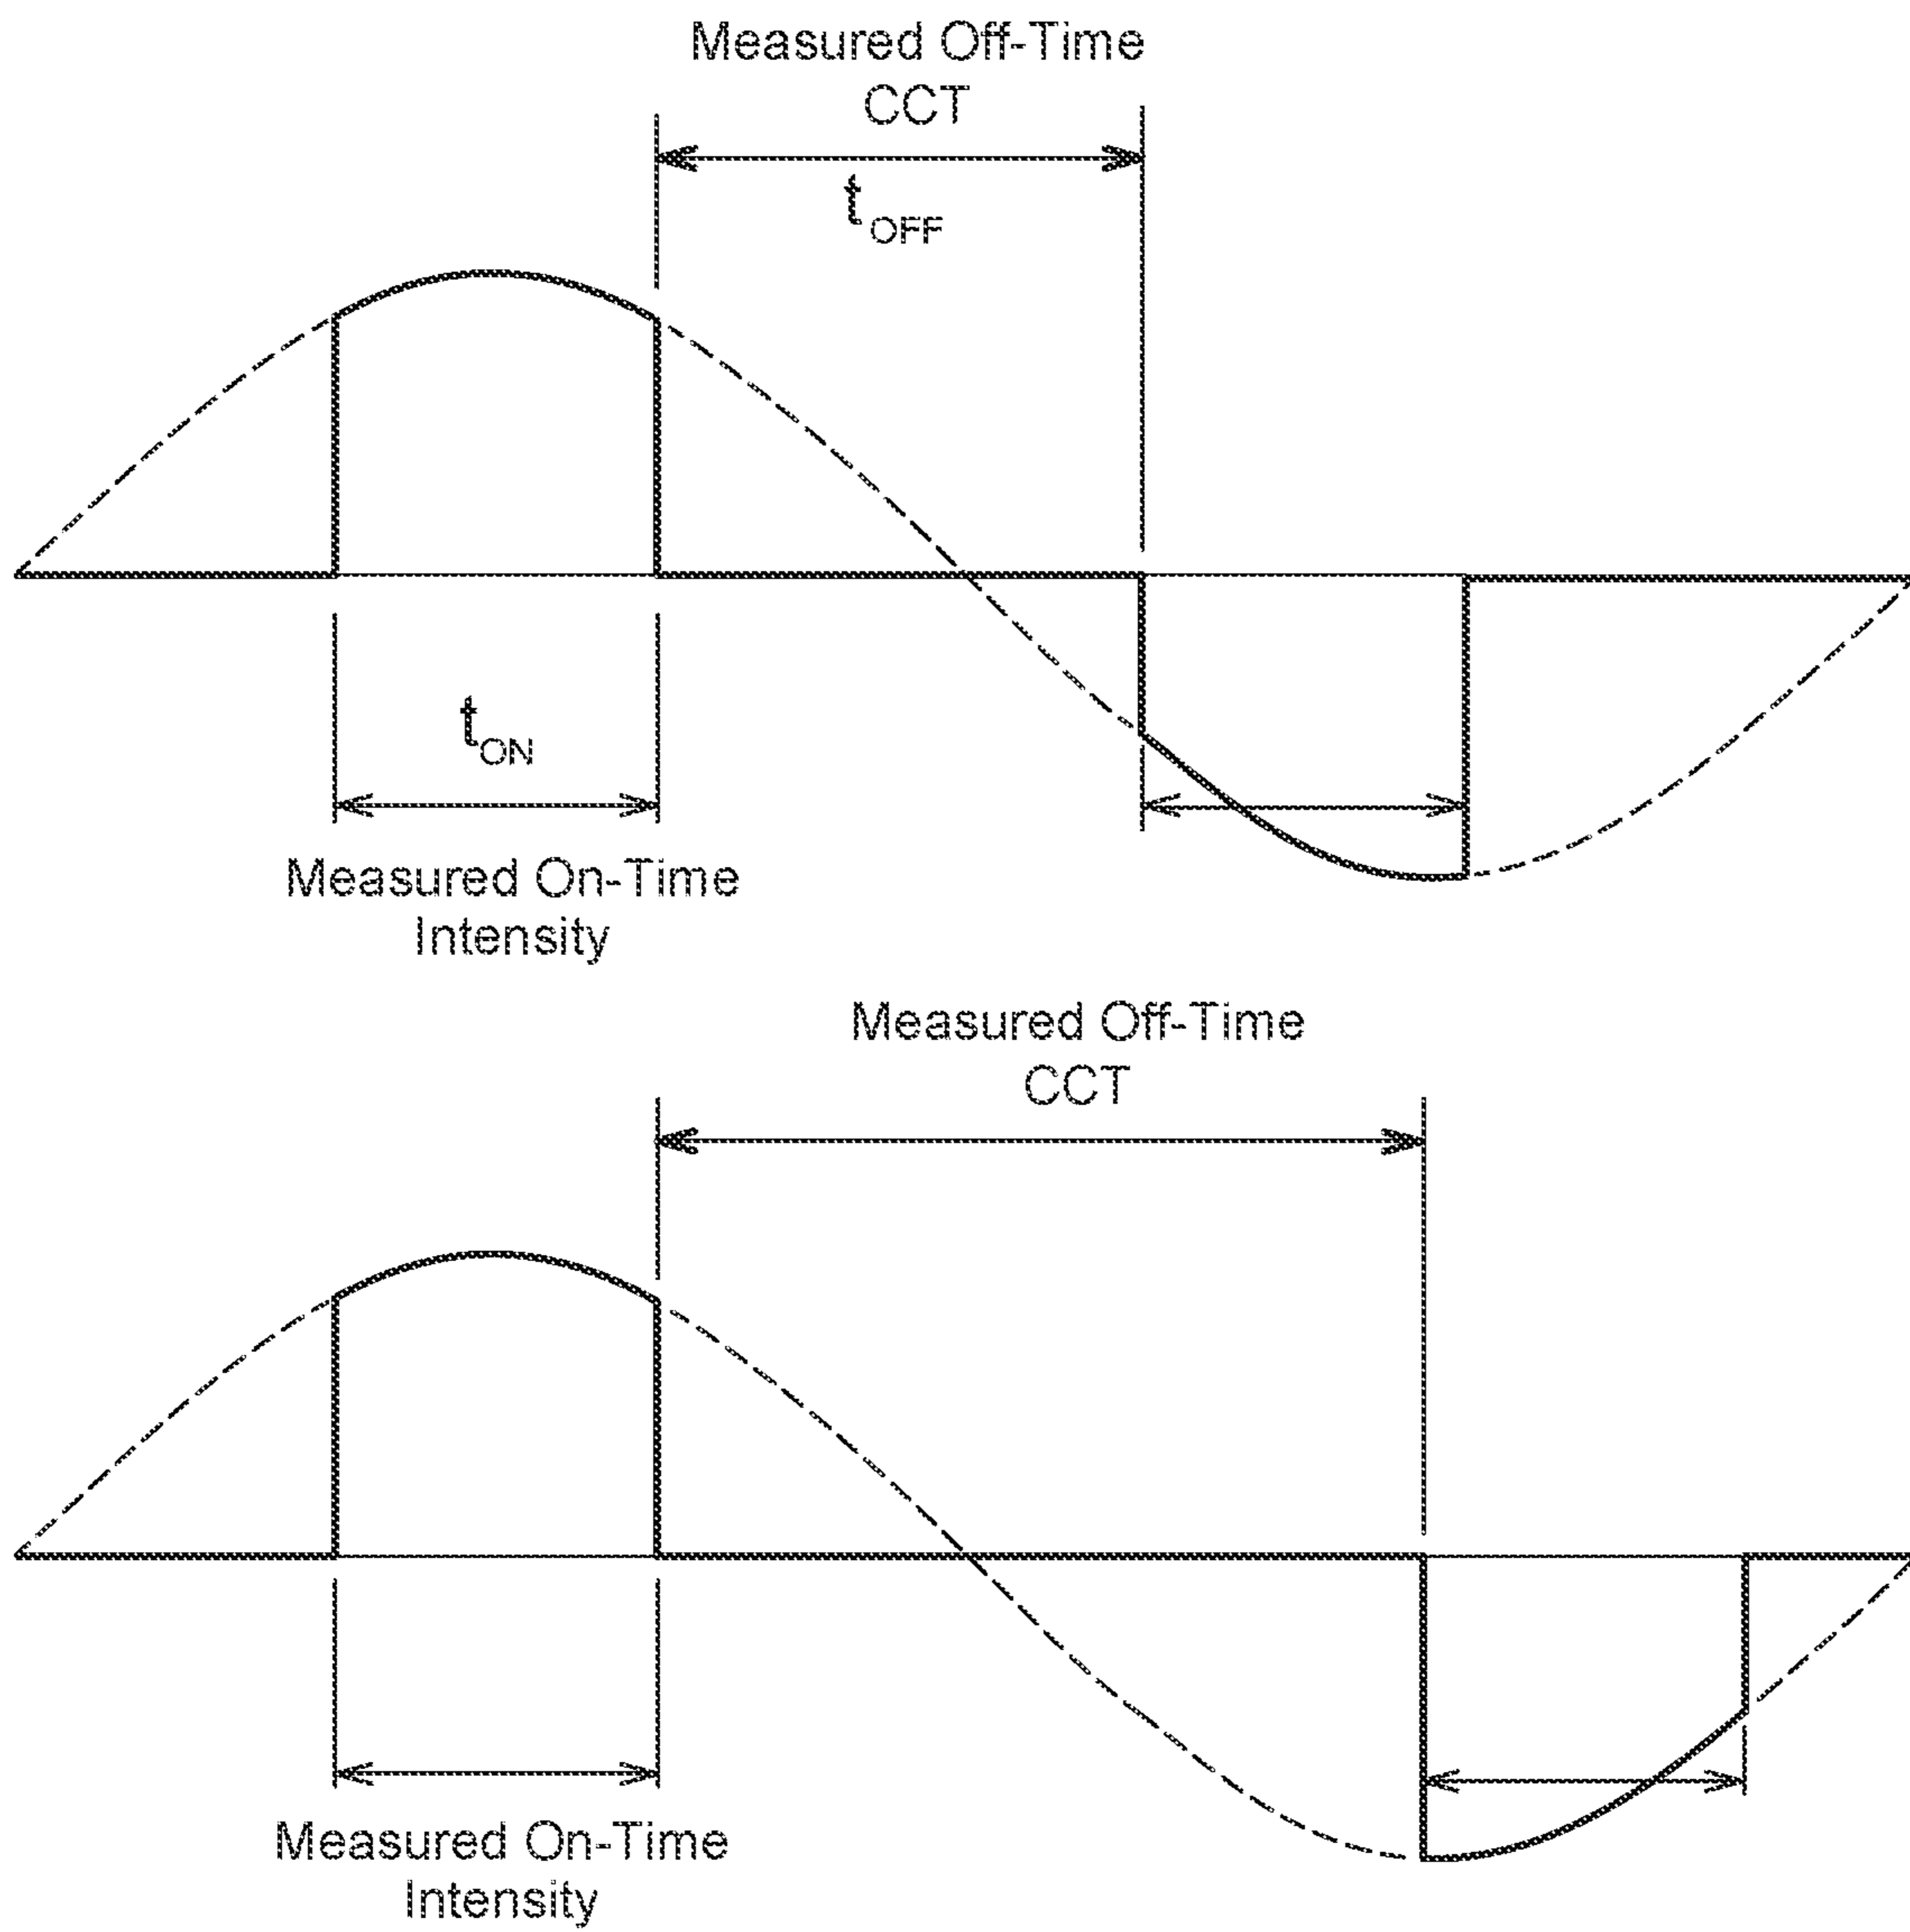 Measured Off-Time
CCT
tOFF
tON
Measured On-Time
Intensity
Measured Off-Time
CCT
Measured On-Time
Intensity